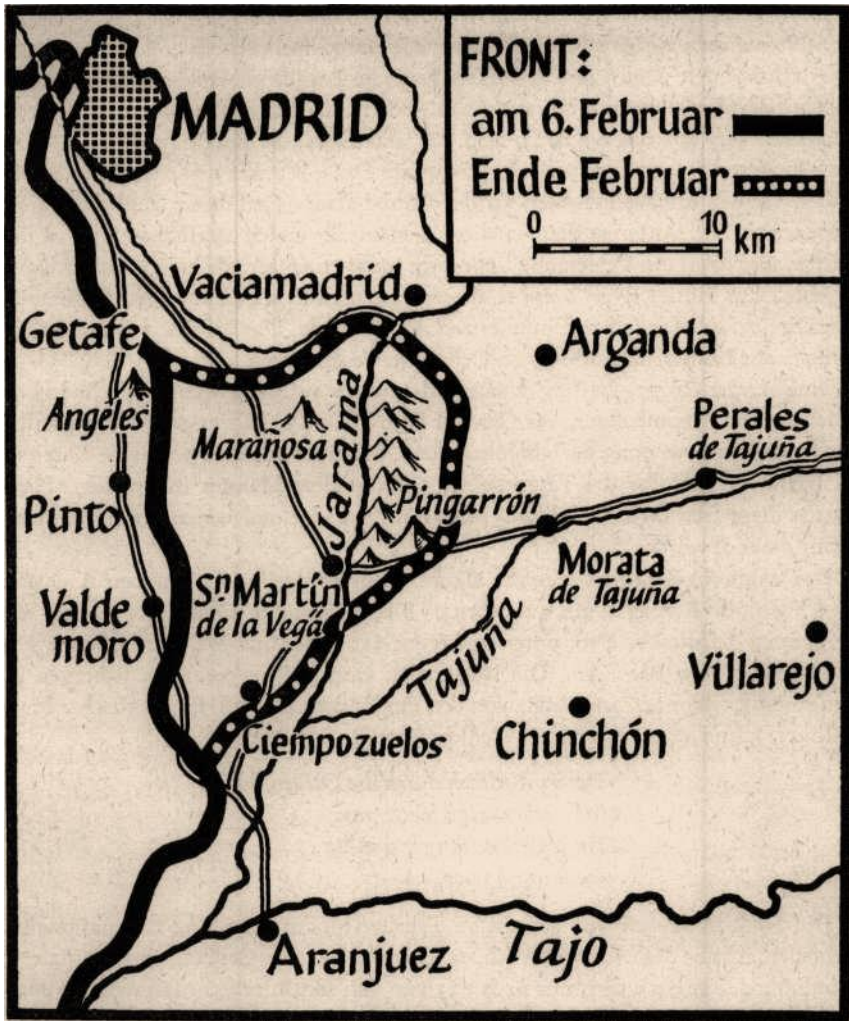 FRONT:
am 6. Februar
Ende Februar
0 10 km
MADRID
Vaciamadrid
Getafe
Arganda
Angeles
Marañosa
Jarama
Perales
de Tajuña
Pingarrón
Pinto
Morata
de Tajuña
Sn Martín
de la Vega
Valde
moro
Tajuña
Villarejo
Ciempozuelos
Chinchón
Aranjuez
Tajo